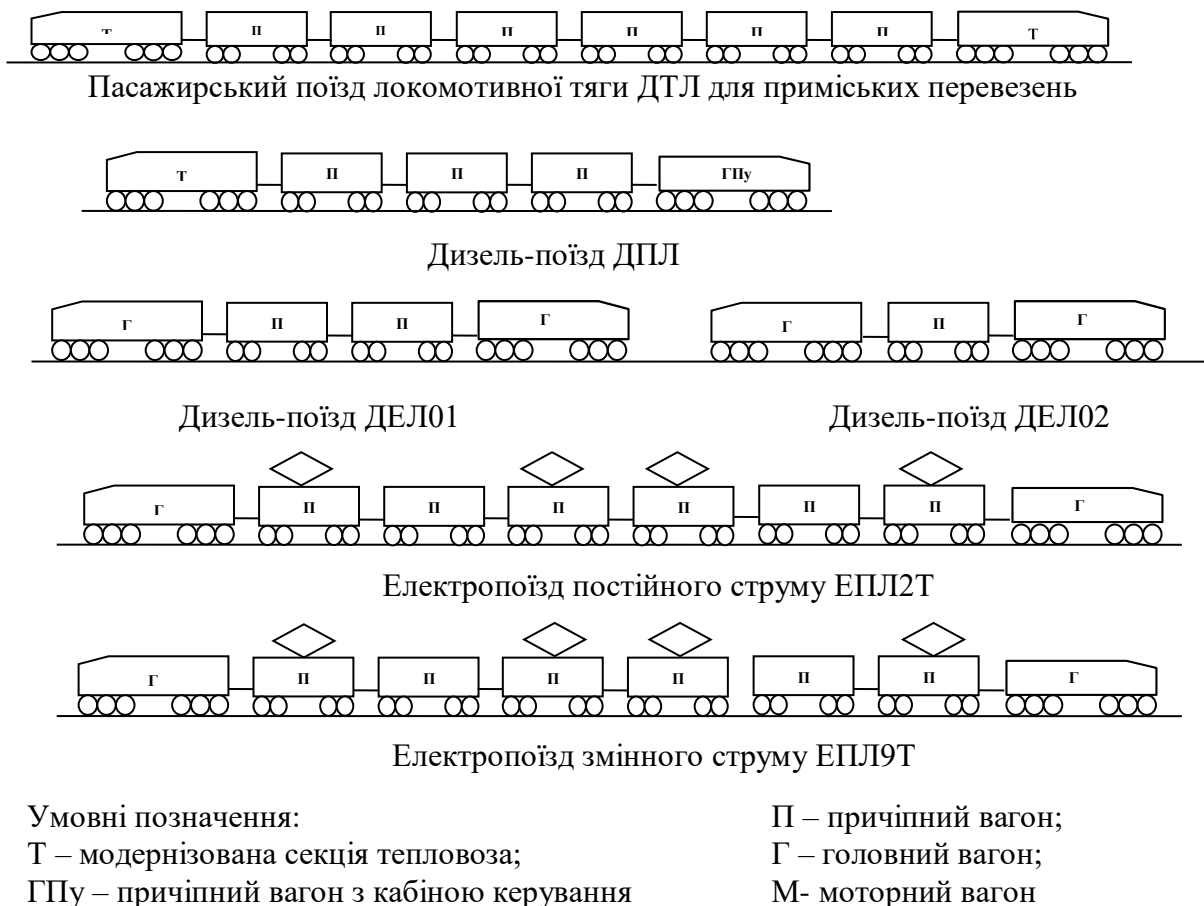 Т П П П П П П Т
Пасажирський поїзд локомотивної тяги ДТЛ для приміських перевезень
Т П П П ГПу
Дизель-поїзд ДПЛ
Г П П Г Г П Г
Дизель-поїзд ДЕЛ01 Дизель-поїзд ДЕЛ02
Г П П П П П П Г
Електропоїзд постійного струму ЕПЛ2Т
Г П П П П П П Г
Електропоїзд змінного струму ЕПЛ9Т
Умовні позначення: П – причіпний вагон;
Т – модернізована секція тепловоза; Г – головний вагон;
ГПу – причіпний вагон з кабіною керування М- моторний вагон